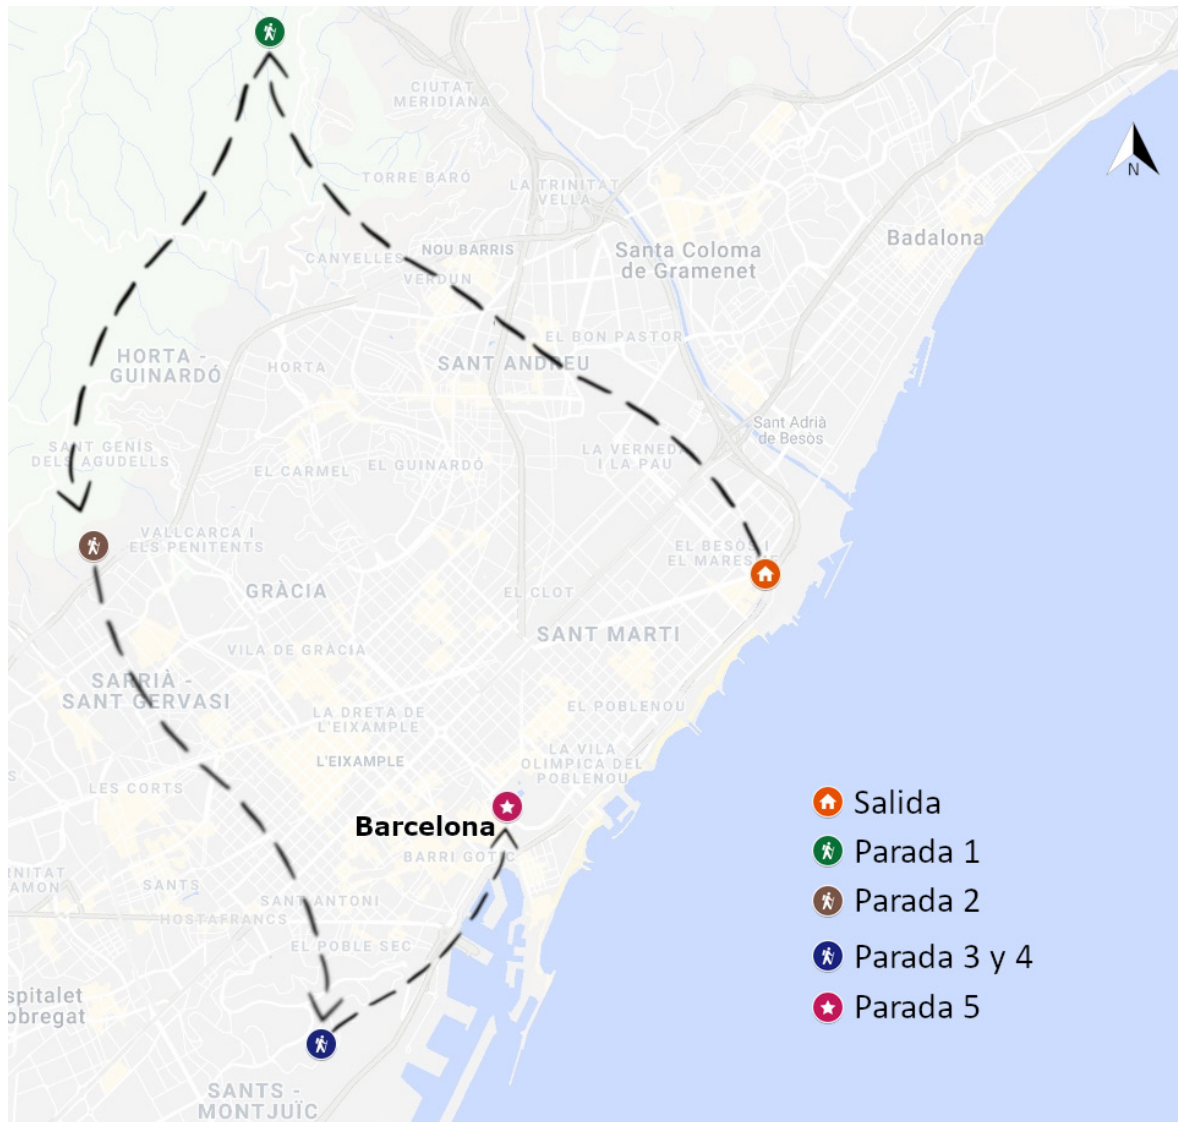 CIUTAT
MERIDIANA
N
TORRE BARÓ
LA TRINITAT
VELLA
NOU BARRIS
CANYELLES
VERDUN
Santa Coloma
de Gramenet
Badalona
EL BON PASTOR
HORTA -
GUINARDÓ
HORTA
SANT ANDREU
Sant Adrià
de Besòs
SANT GENÍS
DELS AGUDELLS
EL CARMEL
EL GUINARDÓ
LA VERNEDA
I LA PAU
VALLCARCA I
ELS PENITENTS
EL BESÒS I
EL MARESME
GRÀCIA
EL CLOT
SANT MARTI
VILA DE GRÀCIA
SARRIÀ -
SANT GERVASI
LA DRETA DE
L'EIXAMPLE
EL POBLENOU
L'EIXAMPLE
LA VILA
OLIMPICA DEL
POBLENOU
LES CORTS
Salida
Barcelona
BARRI GOTIC
Parada 1
SANTS
SANT ANTONI
Parada 2
HOSTAFRANCS
EL POBLE SEC
Parada 3 y 4
Parada 5
SANTS -
MONTJUÏC